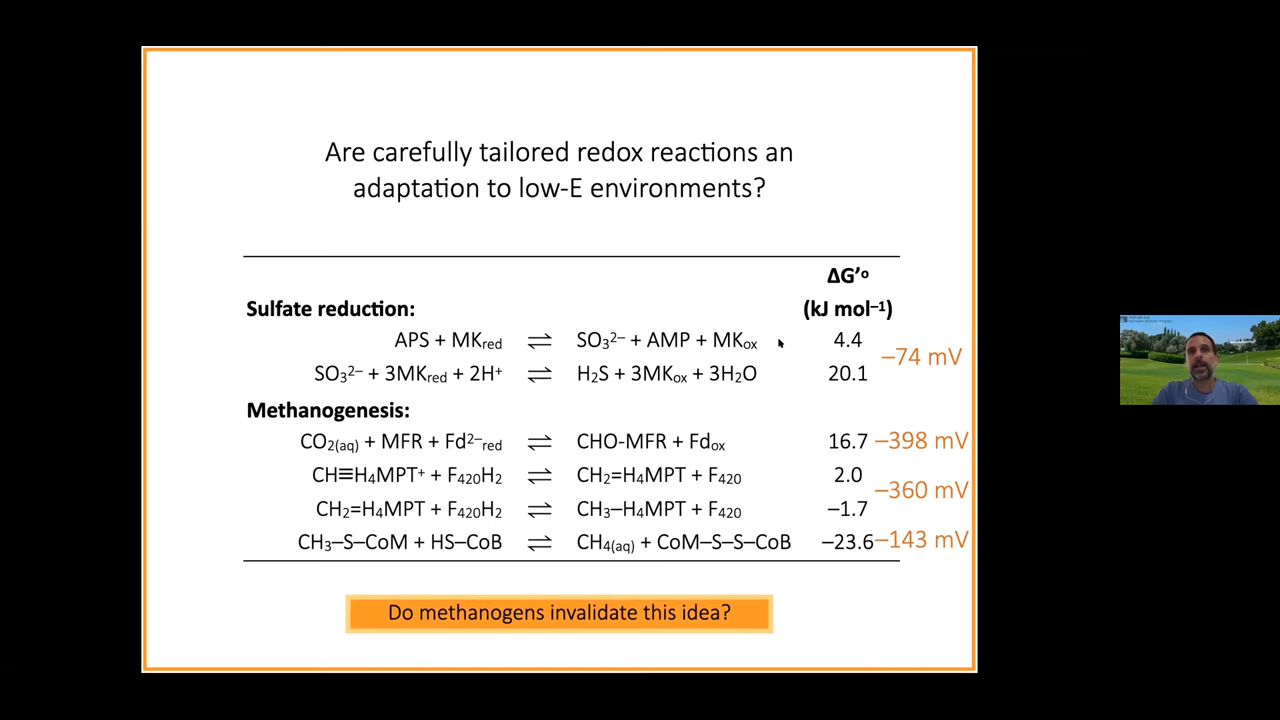 Are carefully tailored redox reactions an
adaptation to low-E environments?
ΔG’º
Sulfate reduction: (kJ mol⁻¹)
APS + MKred ⇌ SO₃²⁻ + AMP + MKox 4.4
–74 mV
SO₃²⁻ + 3MKred + 2H⁺ ⇌ H₂S + 3MKox + 3H₂O 20.1
Methanogenesis:
CO₂(aq) + MFR + Fd²⁻red ⇌ CHO-MFR + Fdox 16.7 –398 mV
CH≡H₄MPT⁺ + F₄₂₀H₂ ⇌ CH₂=H₄MPT + F₄₂₀ 2.0
–360 mV
CH₂=H₄MPT + F₄₂₀H₂ ⇌ CH₃–H₄MPT + F₄₂₀ –1.7
CH₃–S–CoM + HS–CoB ⇌ CH₄(aq) + CoM–S–S–CoB –23.6 –143 mV
Do methanogens invalidate this idea?